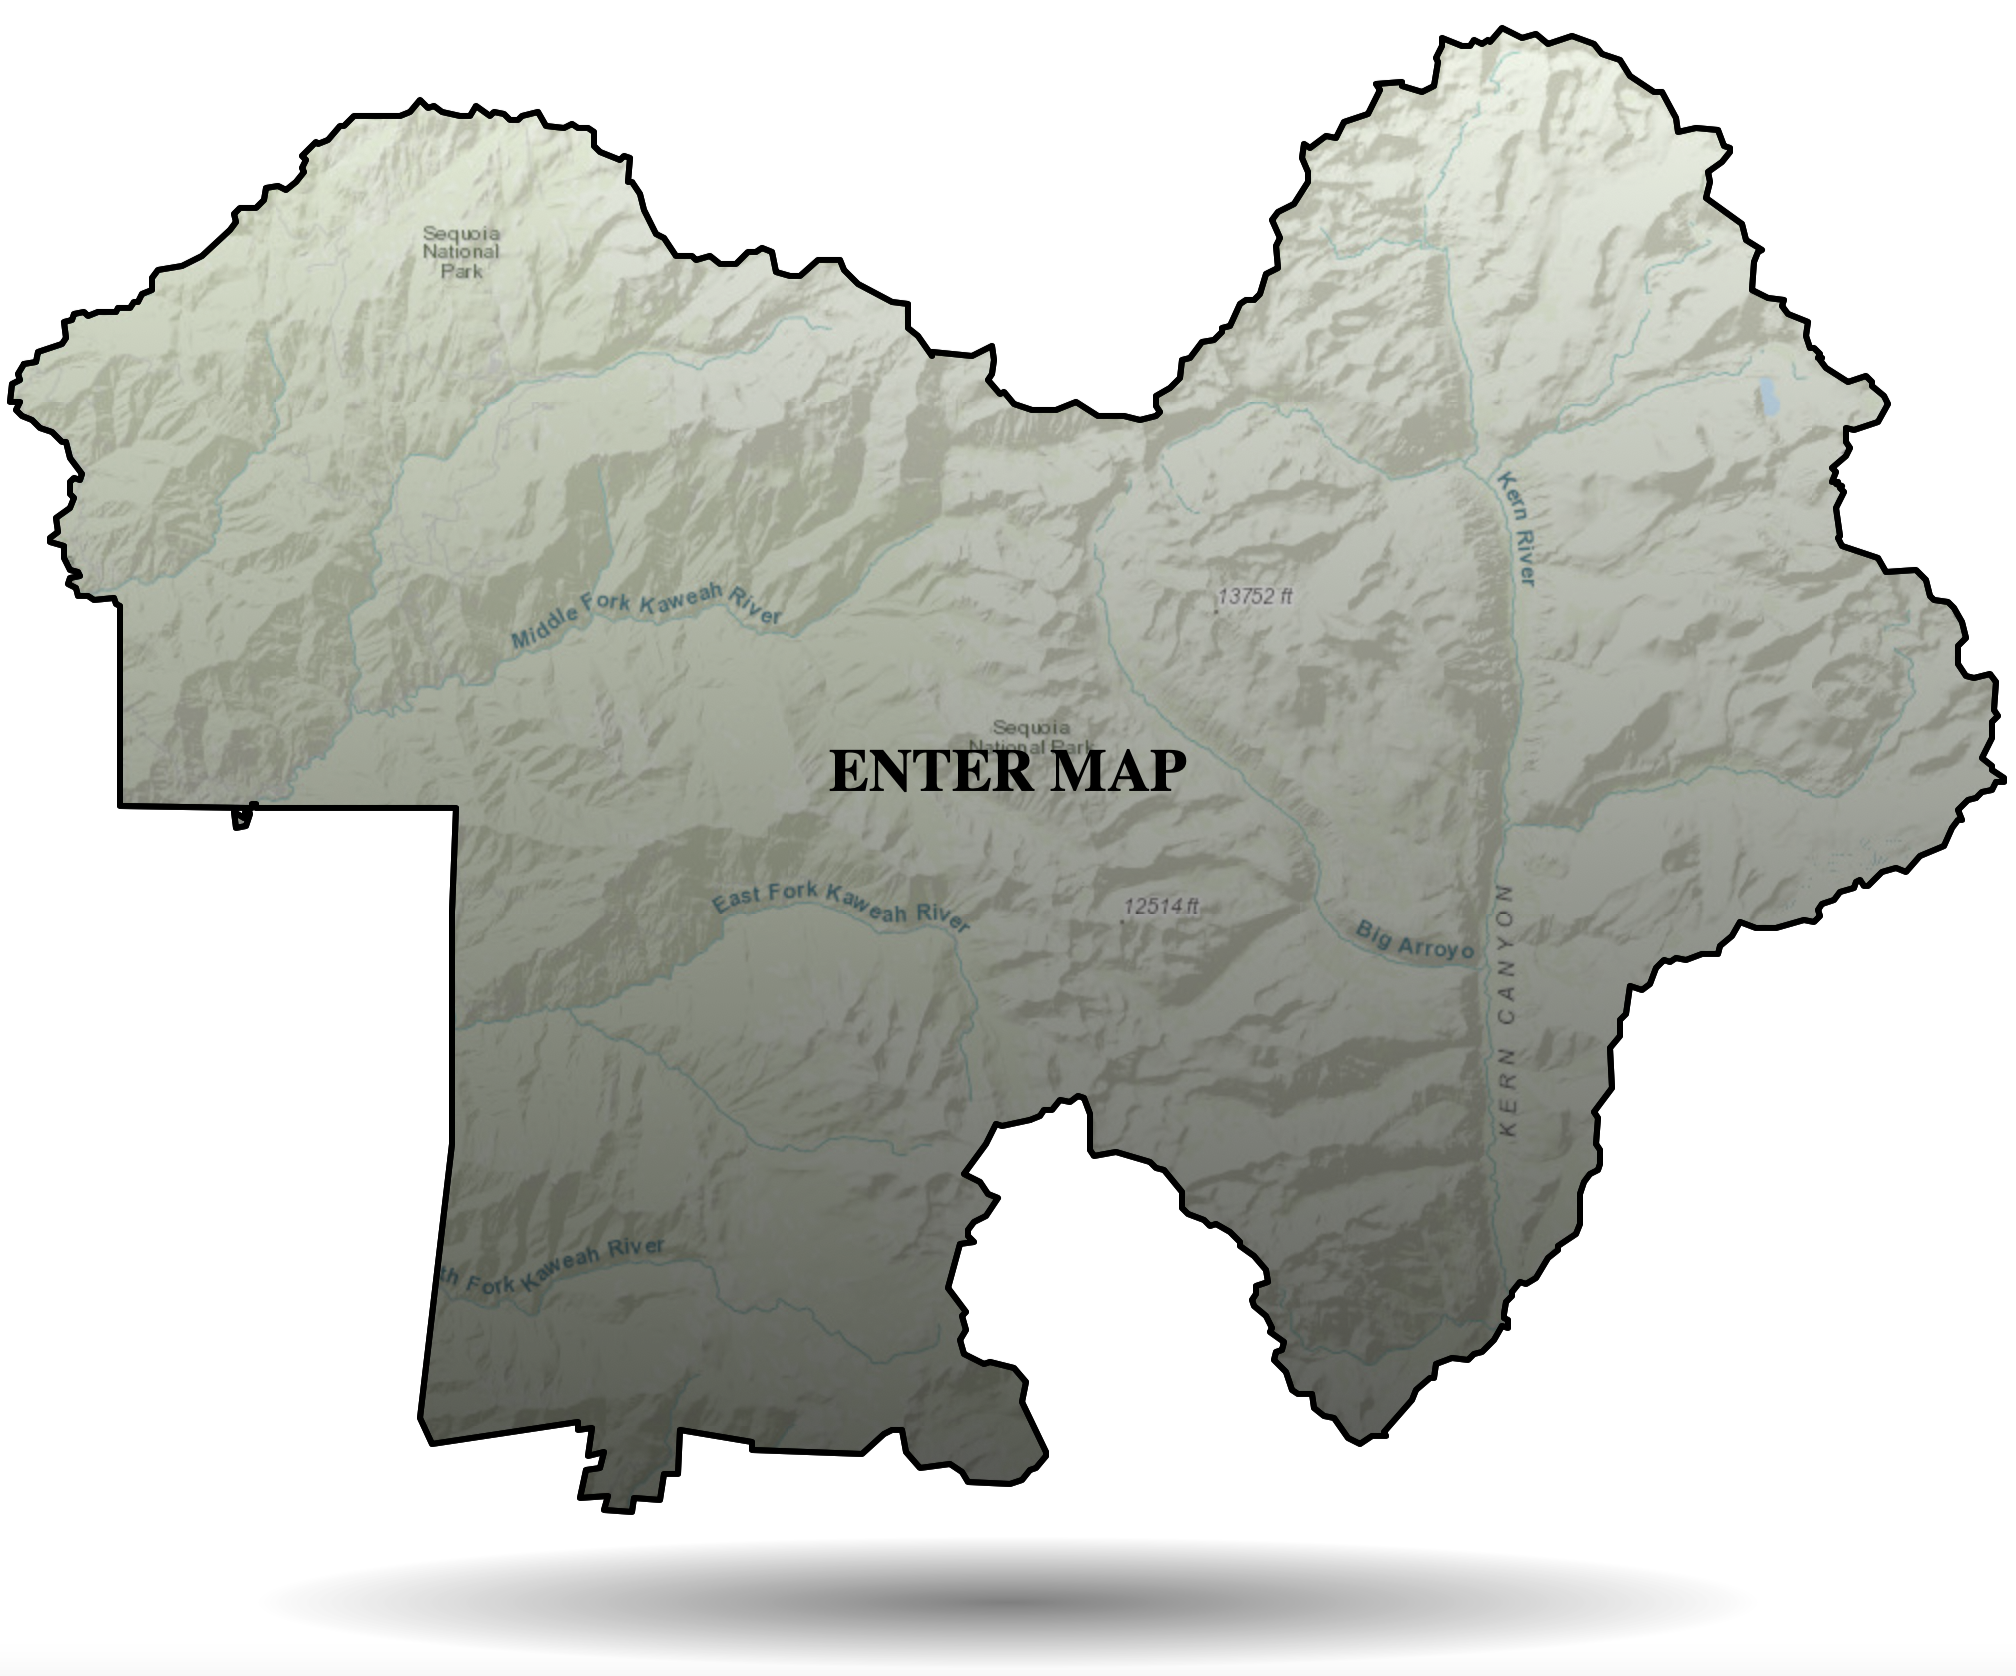 Sequoia
National
Park
Kern River
13752 ft
Middle Fork Kaweah River
Sequoia
National Park
ENTER MAP
East Fork Kaweah River
12514 ft
Big Arroyo
KERN CANYON
th Fork Kaweah River